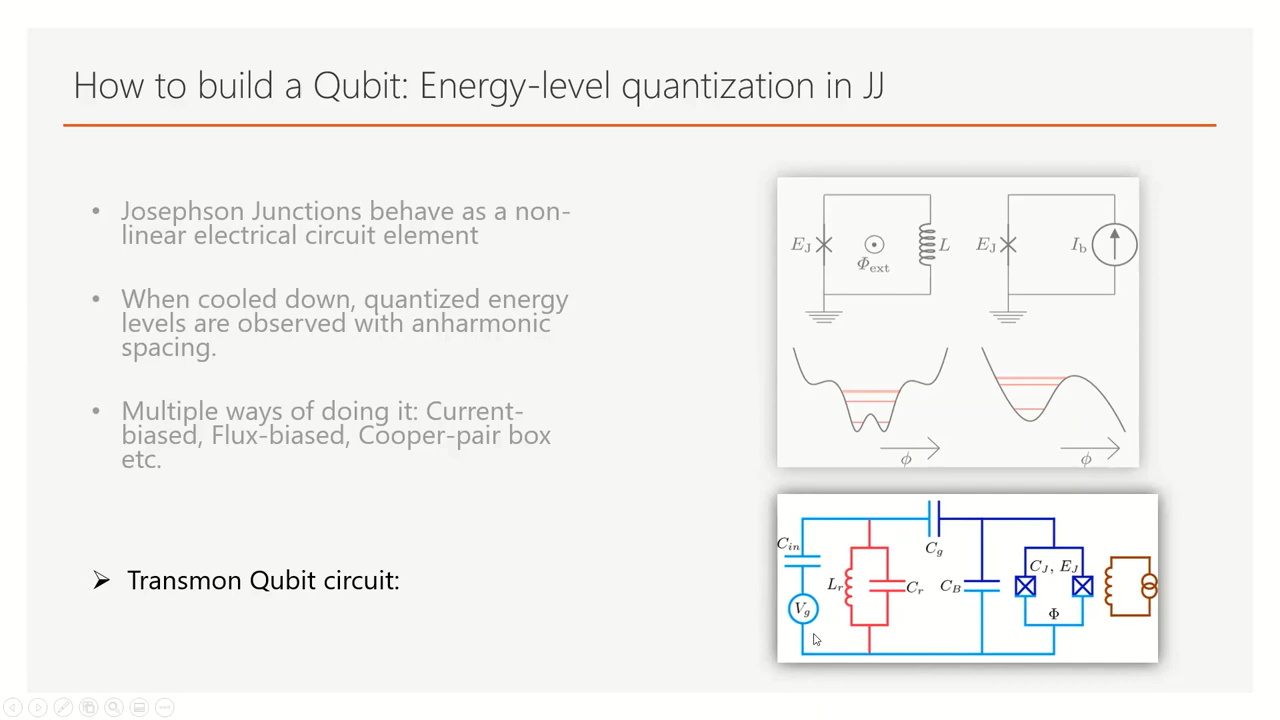 How to build a Qubit: Energy-level quantization in JJ
• Josephson Junctions behave as a non-
linear electrical circuit element
• When cooled down, quantized energy
levels are observed with anharmonic
spacing.
• Multiple ways of doing it: Current-
biased, Flux-biased, Cooper-pair box
etc.
➢ Transmon Qubit circuit:
E_J Φ_ext L E_J I_b
ϕ ϕ
C_in C_g
L_r C_r C_B C_J, E_J
V_g Φ